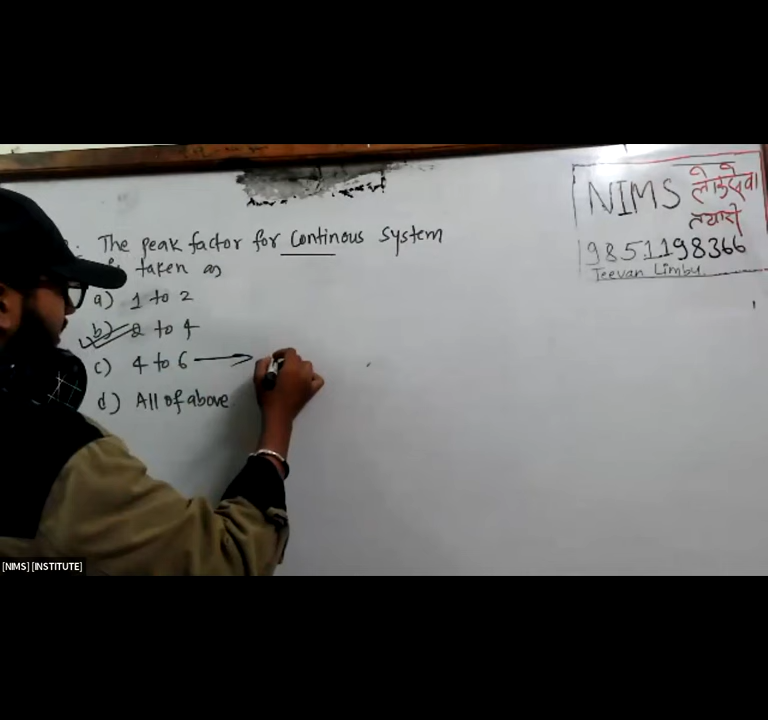 The peak factor for Continous System
taken as
a) 1 to 2
b) 2 to 4
c) 4 to 6
d) All of above.
NIMS लोकसेवा
तयारी
9851198366
Jeevan Limbu
[NIMS] [INSTITUTE]